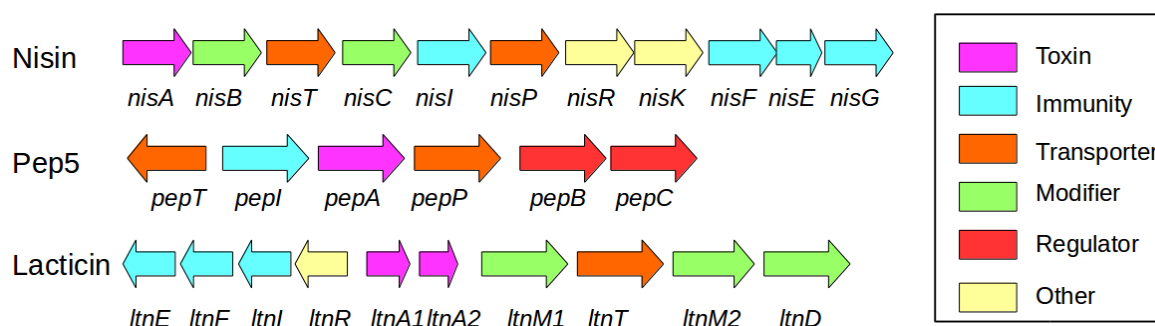 Nisin
nisA nisB nisT nisC nisI nisP nisR nisK nisF nisE nisG
Pep5
pepT pepI pepA pepP pepB pepC
Lacticin
ltnE ltnF ltnI ltnR ltnA1 ltnA2 ltnM1 ltnT ltnM2 ltnD
Toxin
Immunity
Transporter
Modifier
Regulator
Other